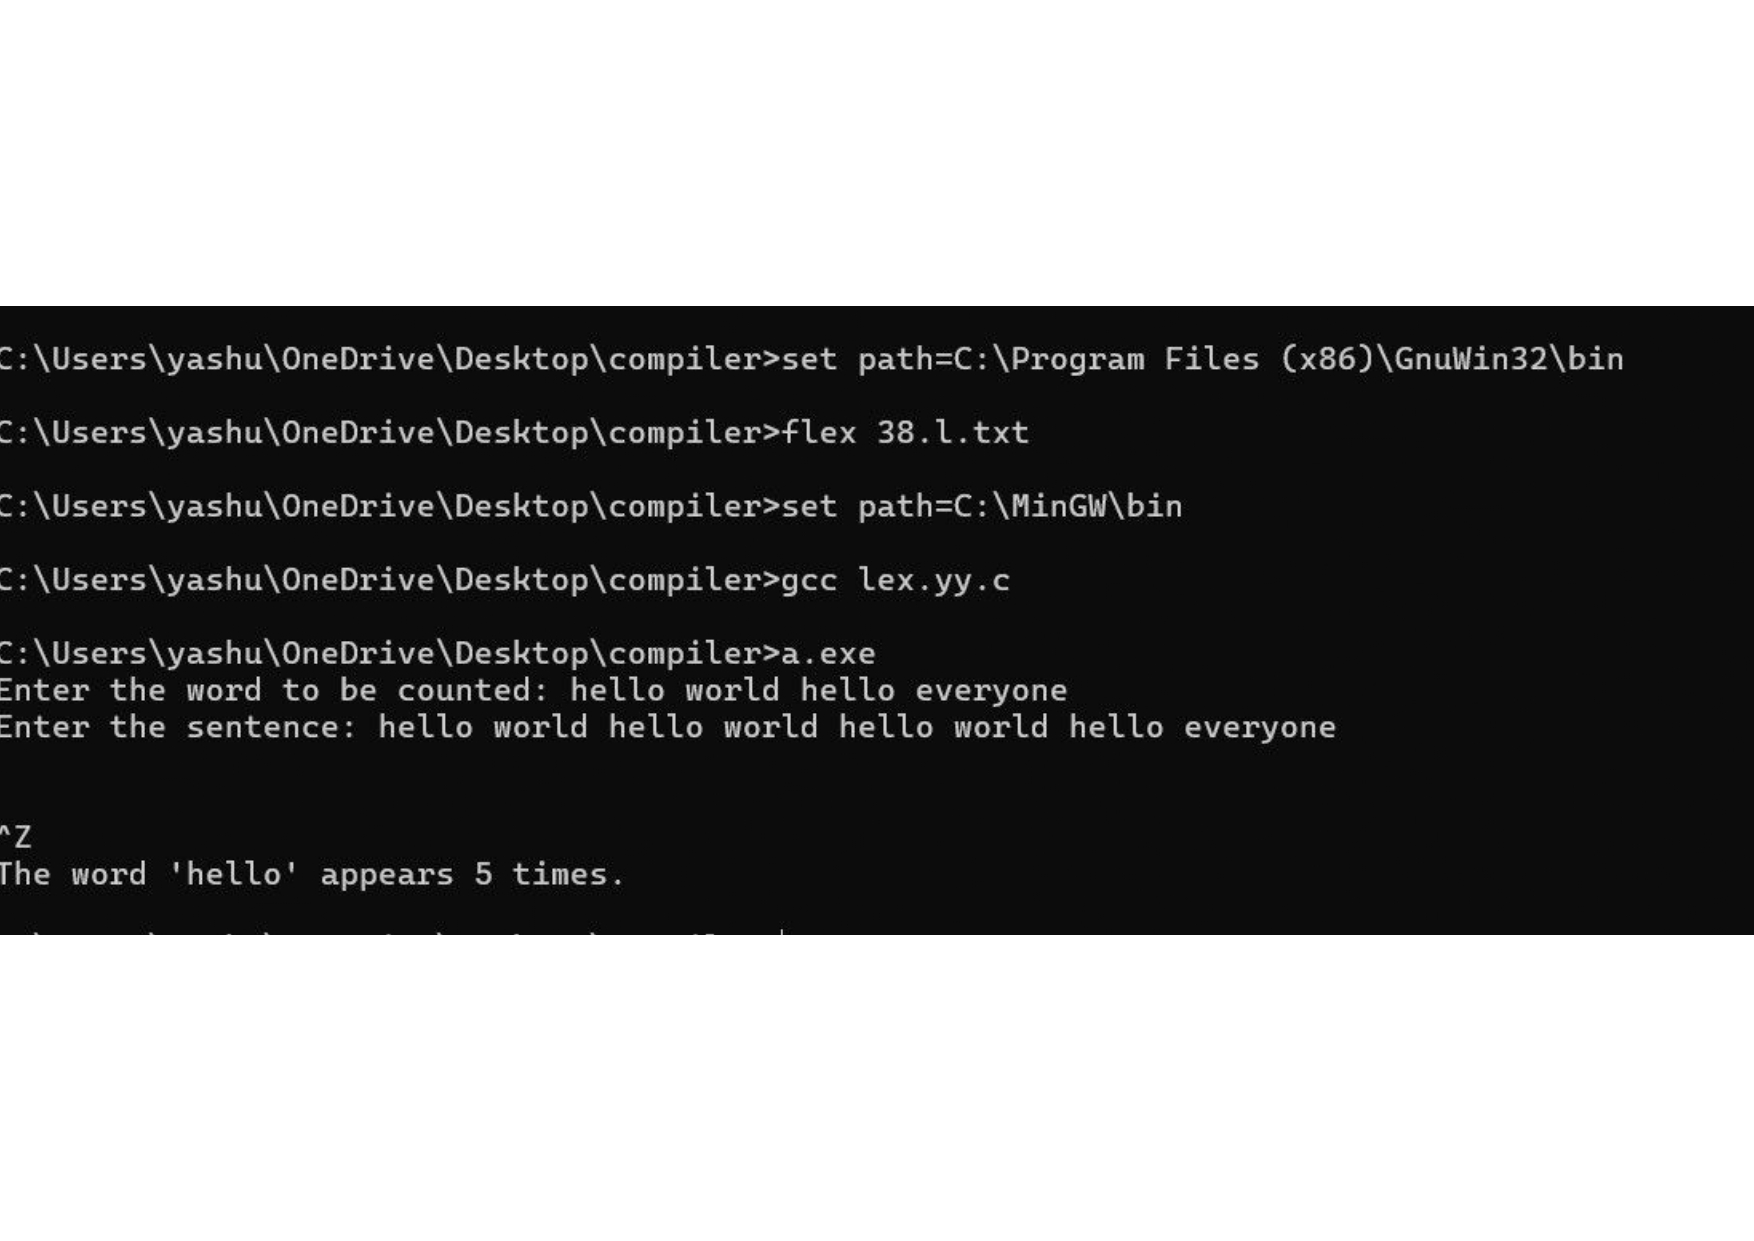 C:\Users\yashu\OneDrive\Desktop\compiler>set path=C:\Program Files (x86)\GnuWin32\bin
C:\Users\yashu\OneDrive\Desktop\compiler>flex 38.l.txt
C:\Users\yashu\OneDrive\Desktop\compiler>set path=C:\MinGW\bin
C:\Users\yashu\OneDrive\Desktop\compiler>gcc lex.yy.c
C:\Users\yashu\OneDrive\Desktop\compiler>a.exe
Enter the word to be counted: hello world hello everyone
Enter the sentence: hello world hello world hello world hello everyone
^Z
The word 'hello' appears 5 times.